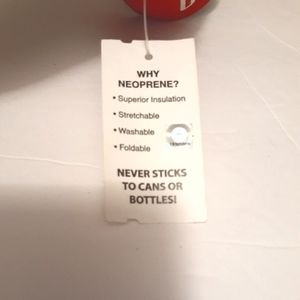 WHY
NEOPRENE?
• Superior Insulation
• Stretchable
• Washable
• Foldable
NEVER STICKS
TO CANS OR
BOTTLES!